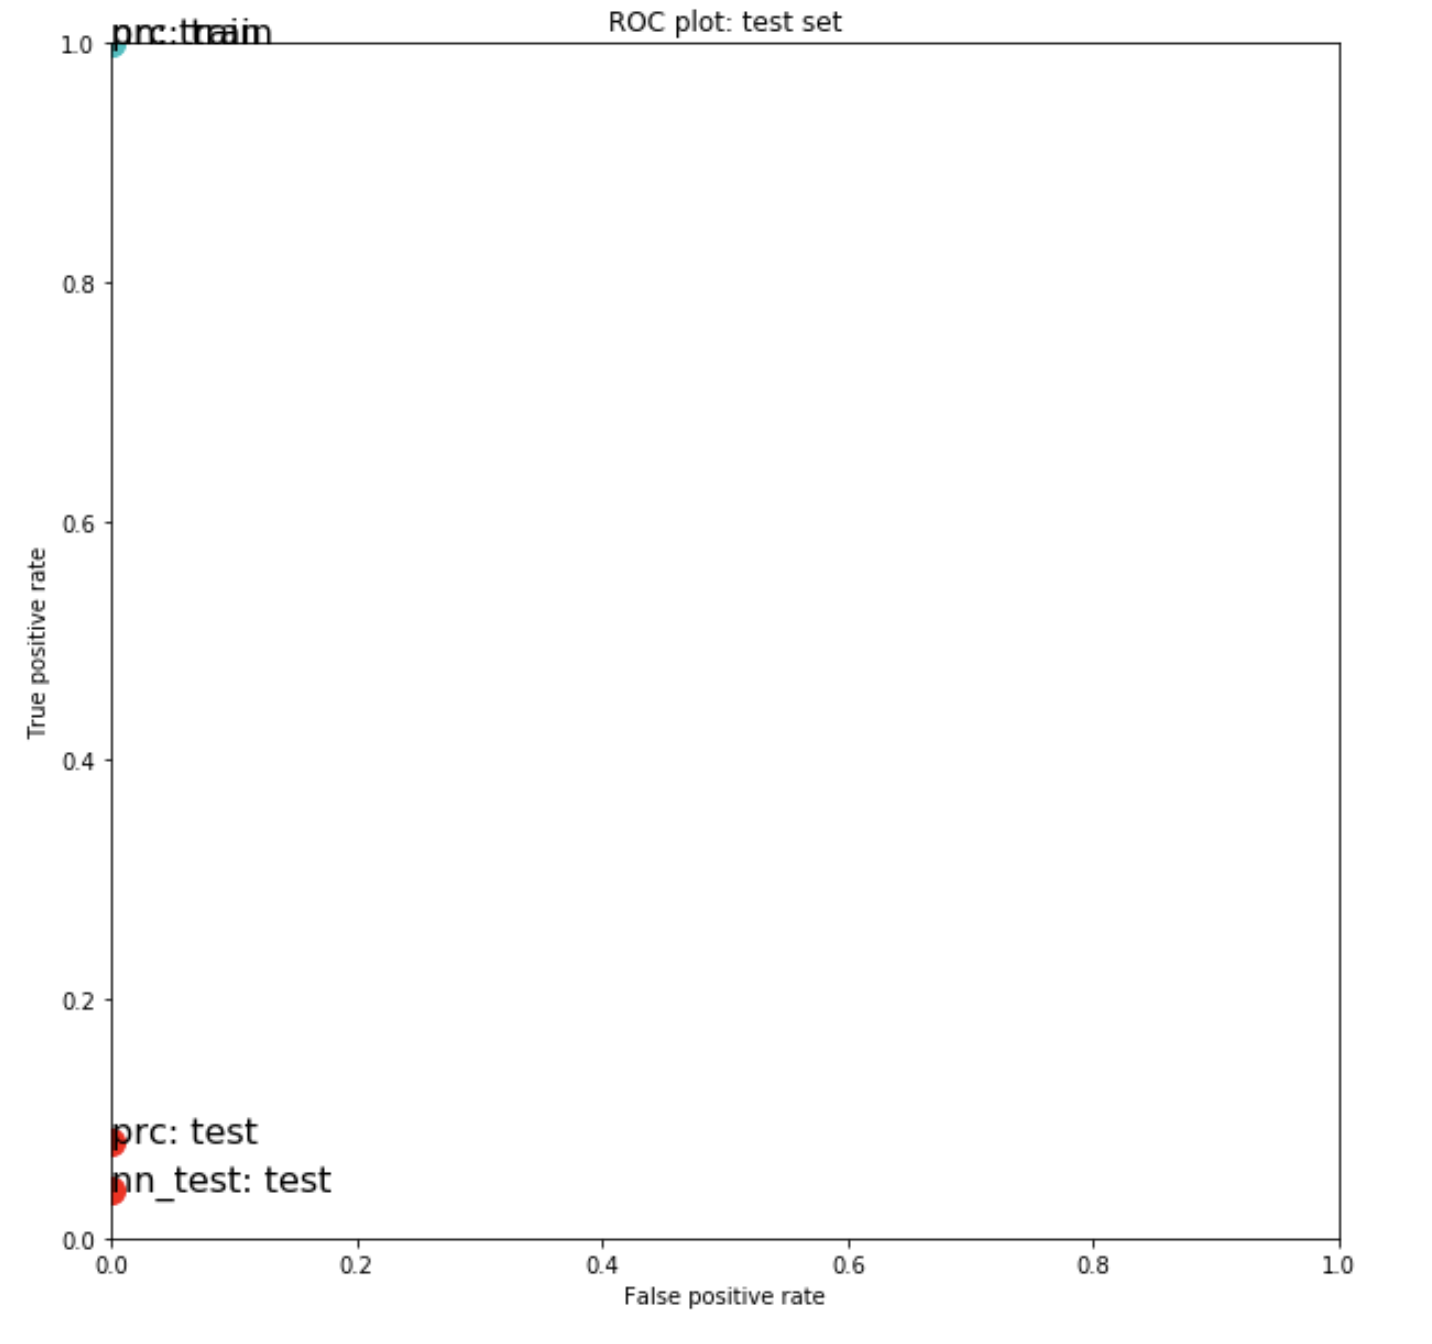 ROC plot: test set
1.0
0.8
0.6
0.4
0.2
0.0
True positive rate
prc: test
nn_test: test
0.0 0.2 0.4 0.6 0.8 1.0
False positive rate